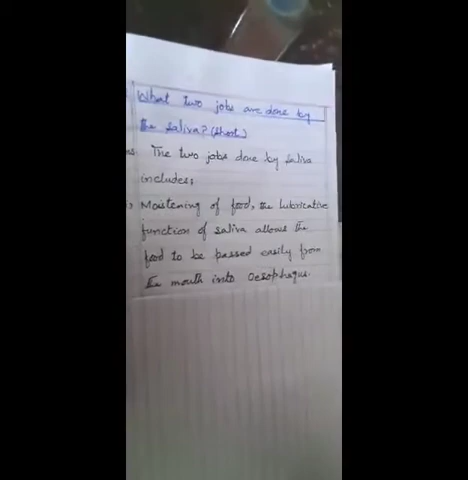 What two jobs are done by
the saliva? (short)
ns. The two jobs done by saliva
includes:
, Moistening of food, the lubricative
function of saliva allows the
food to be passed easily from
the mouth into Oesophagus.